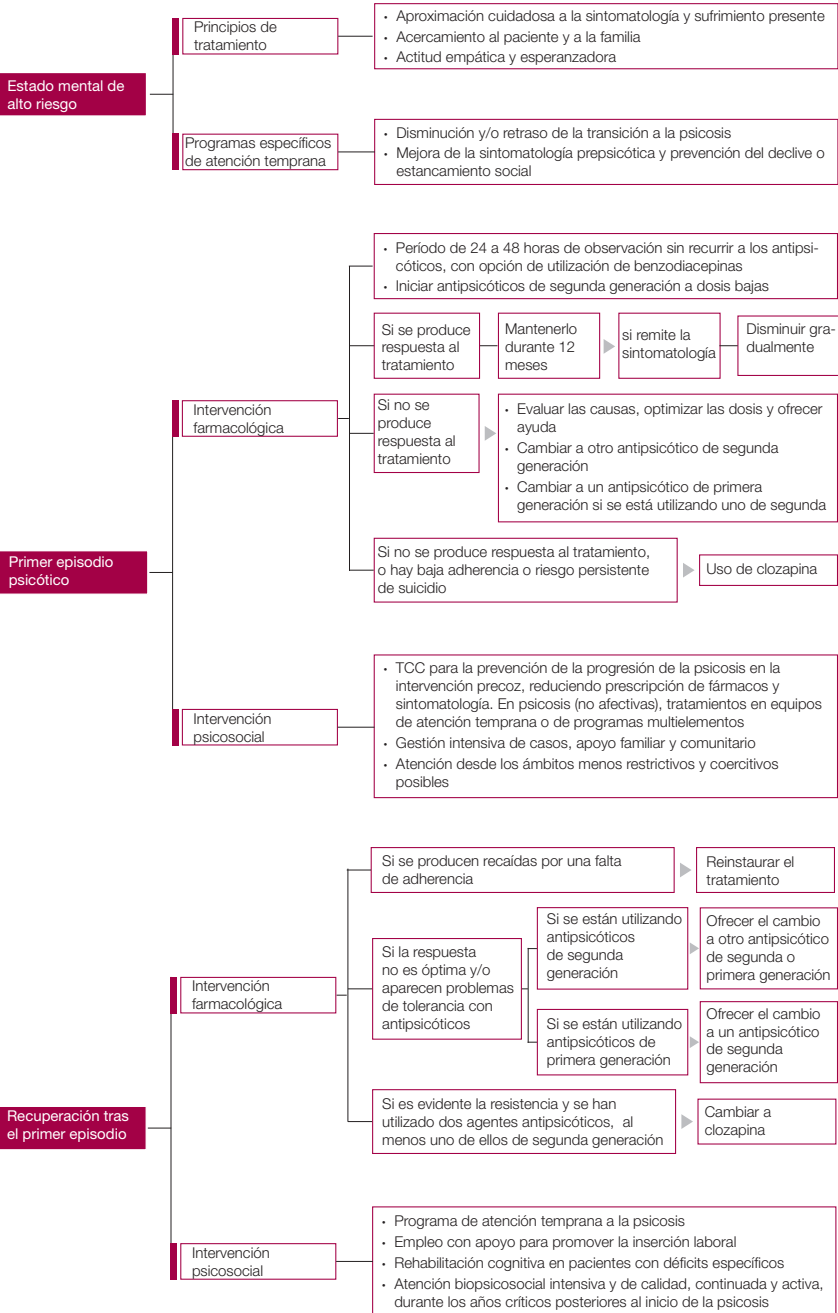 Estado mental de
alto riesgo
Principios de
tratamiento
• Aproximación cuidadosa a la sintomatología y sufrimiento presente
• Acercamiento al paciente y a la familia
• Actitud empática y esperanzadora
Programas específicos
de atención temprana
• Disminución y/o retraso de la transición a la psicosis
• Mejora de la sintomatología prepsicótica y prevención del declive o
estancamiento social
Primer episodio
psicótico
Intervención
farmacológica
• Período de 24 a 48 horas de observación sin recurrir a los antipsi-
cóticos, con opción de utilización de benzodiacepinas
• Iniciar antipsicóticos de segunda generación a dosis bajas
Si se produce
respuesta al
tratamiento
Mantenerlo
durante 12
meses
si remite la
sintomatología
Disminuir gra-
dualmente
Si no se
produce
respuesta al
tratamiento
• Evaluar las causas, optimizar las dosis y ofrecer
ayuda
• Cambiar a otro antipsicótico de segunda
generación
• Cambiar a un antipsicótico de primera
generación si se está utilizando uno de segunda
Si no se produce respuesta al tratamiento,
o hay baja adherencia o riesgo persistente
de suicidio
Uso de clozapina
Intervención
psicosocial
• TCC para la prevención de la progresión de la psicosis en la
intervención precoz, reduciendo prescripción de fármacos y
sintomatología. En psicosis (no afectivas), tratamientos en equipos
de atención temprana o de programas multielementos
• Gestión intensiva de casos, apoyo familiar y comunitario
• Atención desde los ámbitos menos restrictivos y coercitivos
posibles
Recuperación tras
el primer episodio
Intervención
farmacológica
Si se producen recaídas por una falta
de adherencia
Reinstaurar el
tratamiento
Si la respuesta
no es óptima y/o
aparecen problemas
de tolerancia con
antipsicóticos
Si se están utilizando
antipsicóticos
de segunda
generación
Ofrecer el cambio
a otro antipsicótico
de segunda o
primera generación
Si se están utilizando
antipsicóticos de
primera generación
Ofrecer el cambio
a un antipsicótico
de segunda
generación
Si es evidente la resistencia y se han
utilizado dos agentes antipsicóticos, al
menos uno de ellos de segunda generación
Cambiar a
clozapina
Intervención
psicosocial
• Programa de atención temprana a la psicosis
• Empleo con apoyo para promover la inserción laboral
• Rehabilitación cognitiva en pacientes con déficits específicos
• Atención biopsicosocial intensiva y de calidad, continuada y activa,
durante los años críticos posteriores al inicio de la psicosis